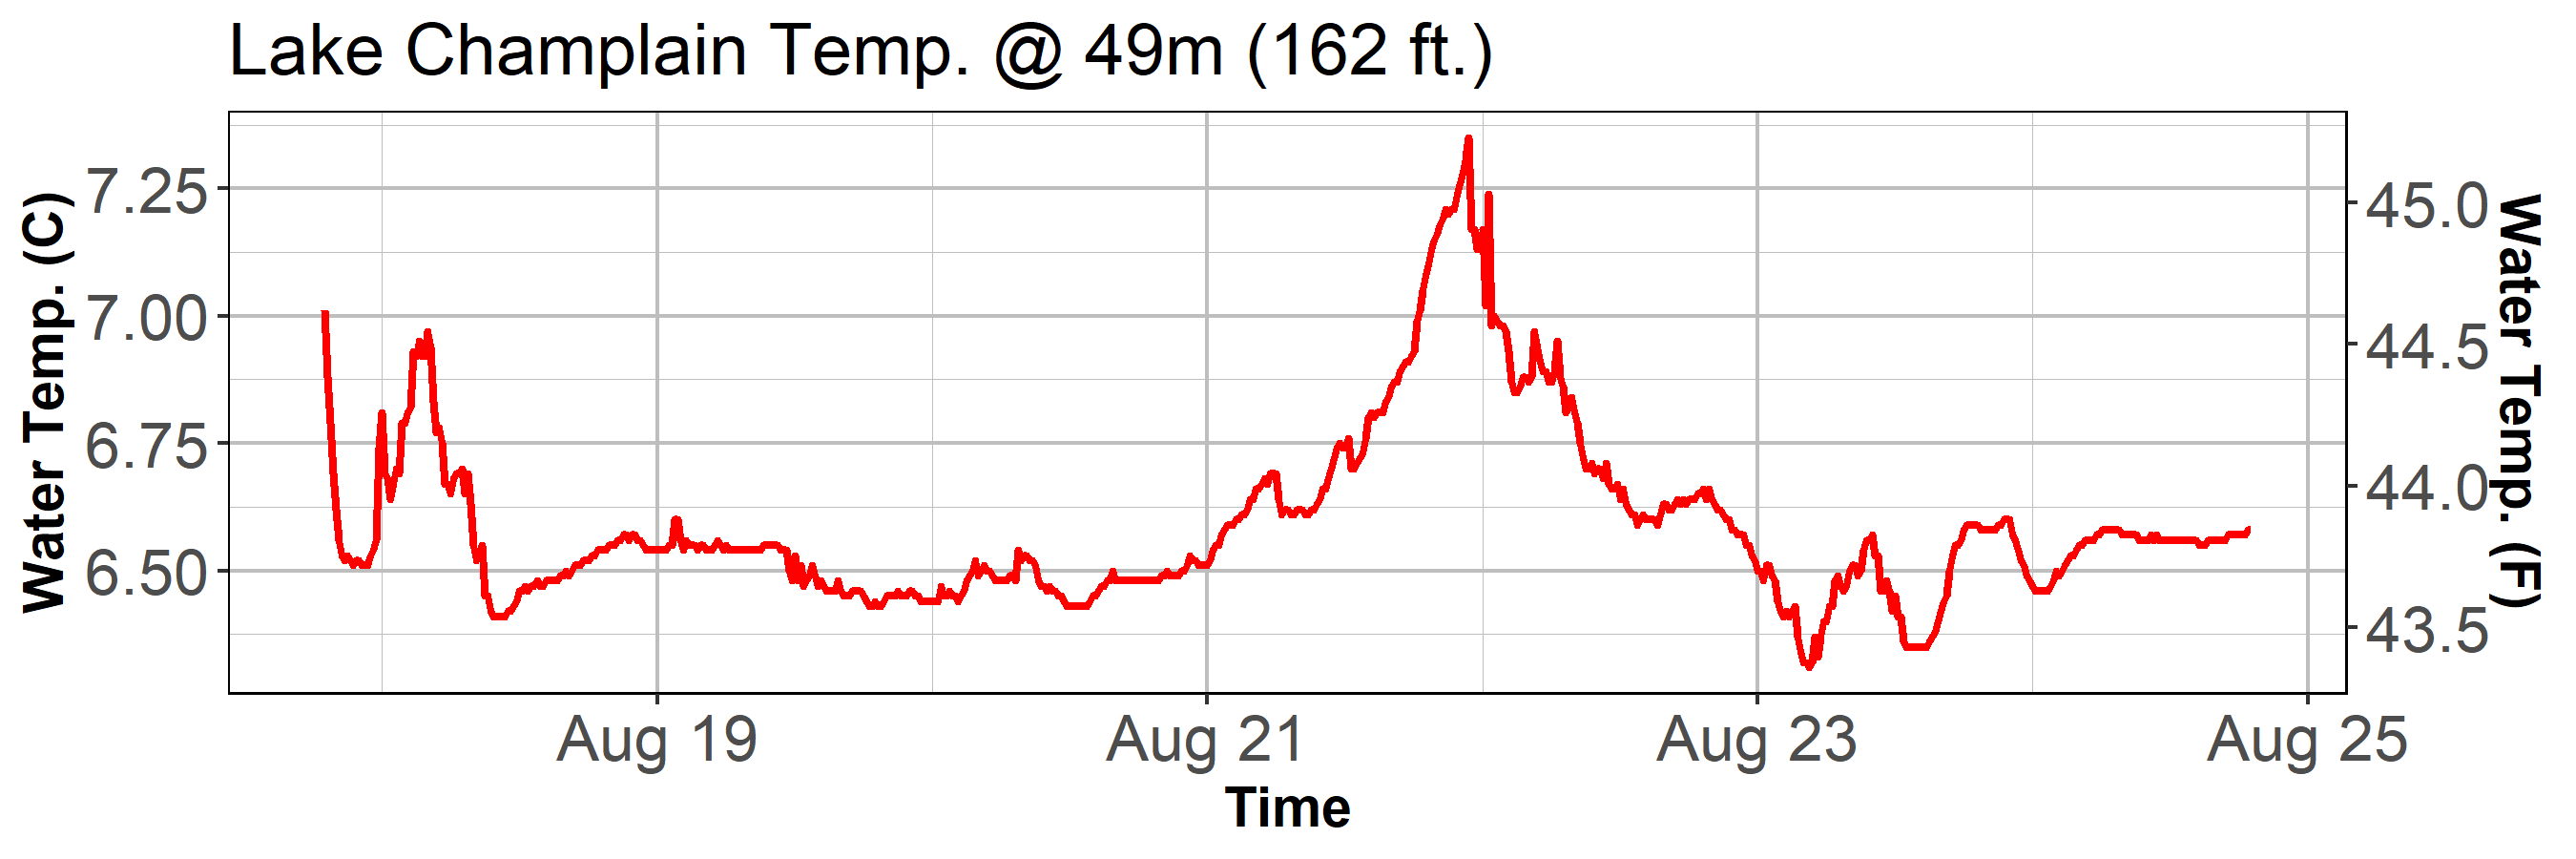 Lake Champlain Temp. @ 49m (162 ft.)
Water Temp. (C)
7.25
7.00
6.75
6.50
45.0
44.5
44.0
43.5
Water Temp. (F)
Aug 19 Aug 21 Aug 23 Aug 25
Time